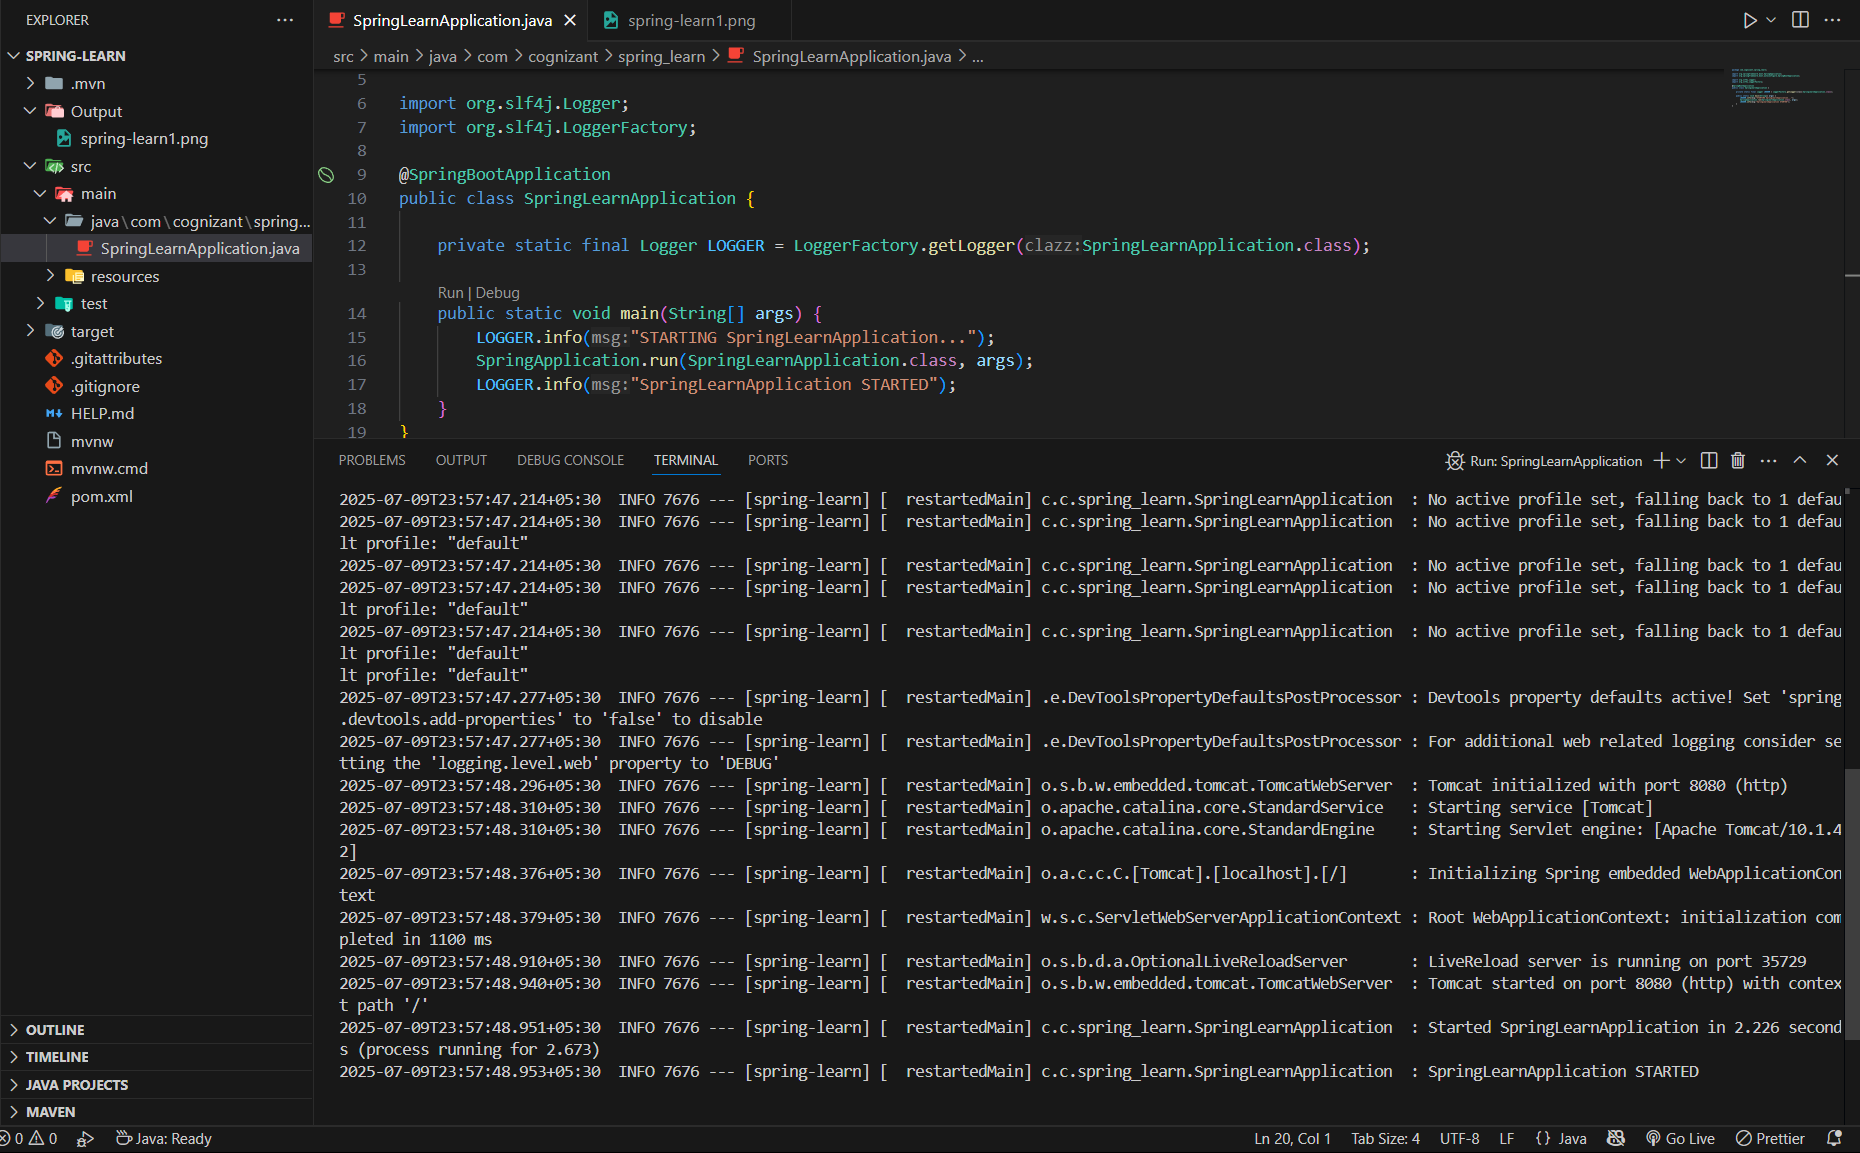 EXPLORER
SPRING-LEARN
.mvn
Output
spring-learn1.png
src
main
java\com\cognizant\spring...
SpringLearnApplication.java
resources
test
target
.gitattributes
.gitignore
HELP.md
mvnw
mvnw.cmd
pom.xml
OUTLINE
TIMELINE
JAVA PROJECTS
MAVEN
SpringLearnApplication.java
spring-learn1.png
src > main > java > com > cognizant > spring_learn > SpringLearnApplication.java > ...
5
6 import org.slf4j.Logger;
7 import org.slf4j.LoggerFactory;
8
9 @SpringBootApplication
10 public class SpringLearnApplication {
11
12 private static final Logger LOGGER = LoggerFactory.getLogger(clazz:SpringLearnApplication.class);
13
Run | Debug
14 public static void main(String[] args) {
15 LOGGER.info(msg:"STARTING SpringLearnApplication...");
16 SpringApplication.run(SpringLearnApplication.class, args);
17 LOGGER.info(msg:"SpringLearnApplication STARTED");
18 }
19 }
PROBLEMS OUTPUT DEBUG CONSOLE TERMINAL PORTS
Run: SpringLearnApplication
2025-07-09T23:57:47.214+05:30 INFO 7676 --- [spring-learn] [ restartedMain] c.c.spring_learn.SpringLearnApplication : No active profile set, falling back to 1 defau
2025-07-09T23:57:47.214+05:30 INFO 7676 --- [spring-learn] [ restartedMain] c.c.spring_learn.SpringLearnApplication : No active profile set, falling back to 1 defau
lt profile: "default"
2025-07-09T23:57:47.214+05:30 INFO 7676 --- [spring-learn] [ restartedMain] c.c.spring_learn.SpringLearnApplication : No active profile set, falling back to 1 defau
2025-07-09T23:57:47.214+05:30 INFO 7676 --- [spring-learn] [ restartedMain] c.c.spring_learn.SpringLearnApplication : No active profile set, falling back to 1 defau
lt profile: "default"
2025-07-09T23:57:47.214+05:30 INFO 7676 --- [spring-learn] [ restartedMain] c.c.spring_learn.SpringLearnApplication : No active profile set, falling back to 1 defau
lt profile: "default"
lt profile: "default"
2025-07-09T23:57:47.277+05:30 INFO 7676 --- [spring-learn] [ restartedMain] .e.DevToolsPropertyDefaultsPostProcessor : Devtools property defaults active! Set 'spring
.devtools.add-properties' to 'false' to disable
2025-07-09T23:57:47.277+05:30 INFO 7676 --- [spring-learn] [ restartedMain] .e.DevToolsPropertyDefaultsPostProcessor : For additional web related logging consider se
tting the 'logging.level.web' property to 'DEBUG'
2025-07-09T23:57:48.296+05:30 INFO 7676 --- [spring-learn] [ restartedMain] o.s.b.w.embedded.tomcat.TomcatWebServer : Tomcat initialized with port 8080 (http)
2025-07-09T23:57:48.310+05:30 INFO 7676 --- [spring-learn] [ restartedMain] o.apache.catalina.core.StandardService : Starting service [Tomcat]
2025-07-09T23:57:48.310+05:30 INFO 7676 --- [spring-learn] [ restartedMain] o.apache.catalina.core.StandardEngine : Starting Servlet engine: [Apache Tomcat/10.1.4
2]
2025-07-09T23:57:48.376+05:30 INFO 7676 --- [spring-learn] [ restartedMain] o.a.c.c.C.[Tomcat].[localhost].[/] : Initializing Spring embedded WebApplicationCon
text
2025-07-09T23:57:48.379+05:30 INFO 7676 --- [spring-learn] [ restartedMain] w.s.c.ServletWebServerApplicationContext : Root WebApplicationContext: initialization com
pleted in 1100 ms
2025-07-09T23:57:48.910+05:30 INFO 7676 --- [spring-learn] [ restartedMain] o.s.b.d.a.OptionalLiveReloadServer : LiveReload server is running on port 35729
2025-07-09T23:57:48.940+05:30 INFO 7676 --- [spring-learn] [ restartedMain] o.s.b.w.embedded.tomcat.TomcatWebServer : Tomcat started on port 8080 (http) with contex
t path '/'
2025-07-09T23:57:48.951+05:30 INFO 7676 --- [spring-learn] [ restartedMain] c.c.spring_learn.SpringLearnApplication : Started SpringLearnApplication in 2.226 second
s (process running for 2.673)
2025-07-09T23:57:48.953+05:30 INFO 7676 --- [spring-learn] [ restartedMain] c.c.spring_learn.SpringLearnApplication : SpringLearnApplication STARTED
0 0 Java: Ready Ln 20, Col 1 Tab Size: 4 UTF-8 LF {} Java Go Live Prettier